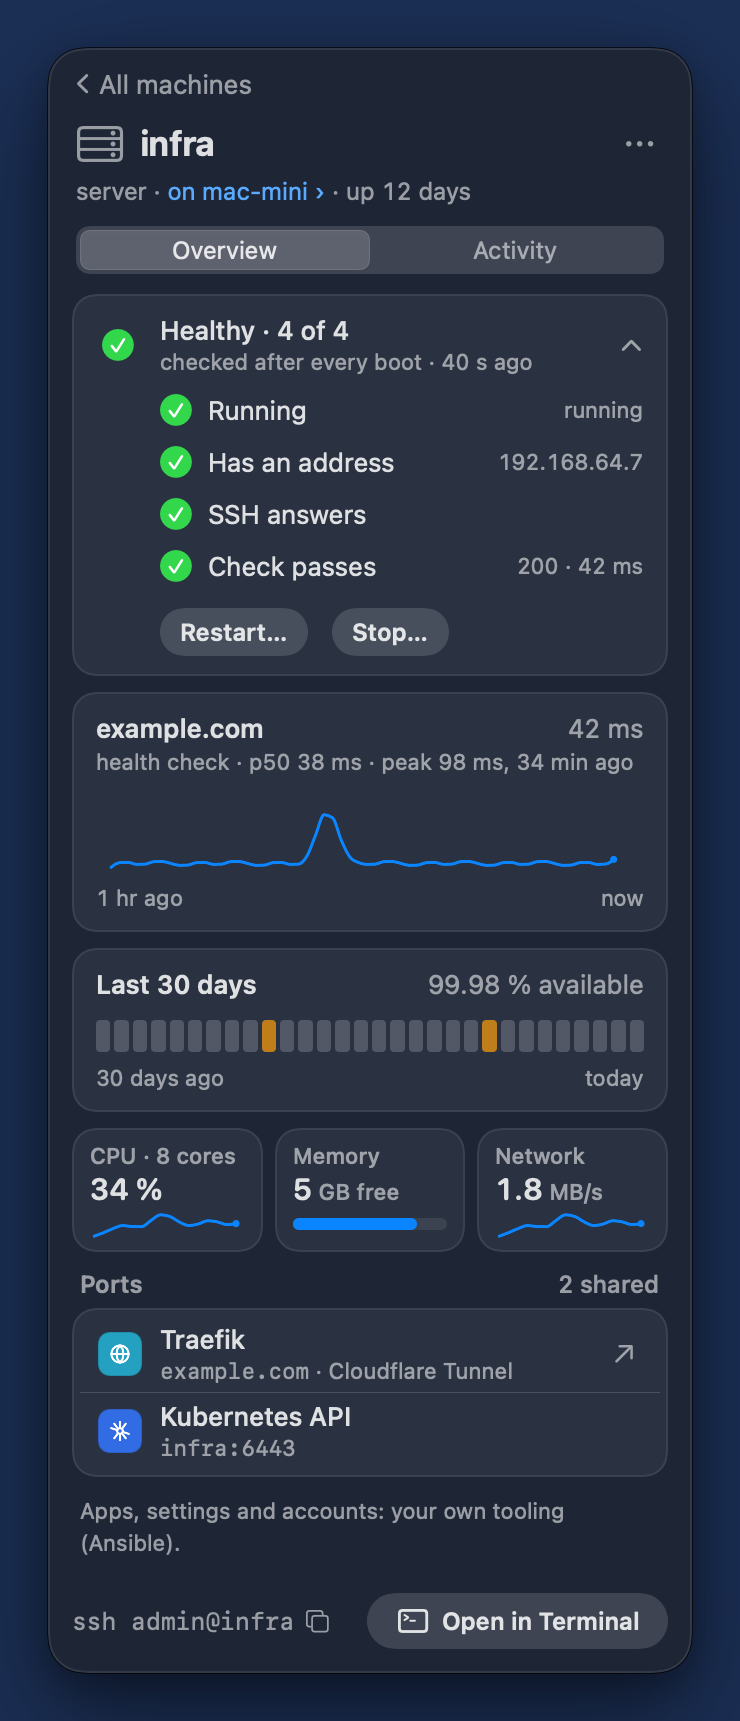 All machines
infra
server · on mac-mini › · up 12 days
Overview Activity
Healthy · 4 of 4
checked after every boot · 40 s ago
Running running
Has an address 192.168.64.7
SSH answers
Check passes 200 · 42 ms
Restart... Stop...
example.com 42 ms
health check · p50 38 ms · peak 98 ms, 34 min ago
1 hr ago now
Last 30 days 99.98 % available
30 days ago today
CPU · 8 cores Memory Network
34 % 5 GB free 1.8 MB/s
Ports 2 shared
Traefik
example.com · Cloudflare Tunnel
Kubernetes API
infra:6443
Apps, settings and accounts: your own tooling
(Ansible).
ssh admin@infra Open in Terminal